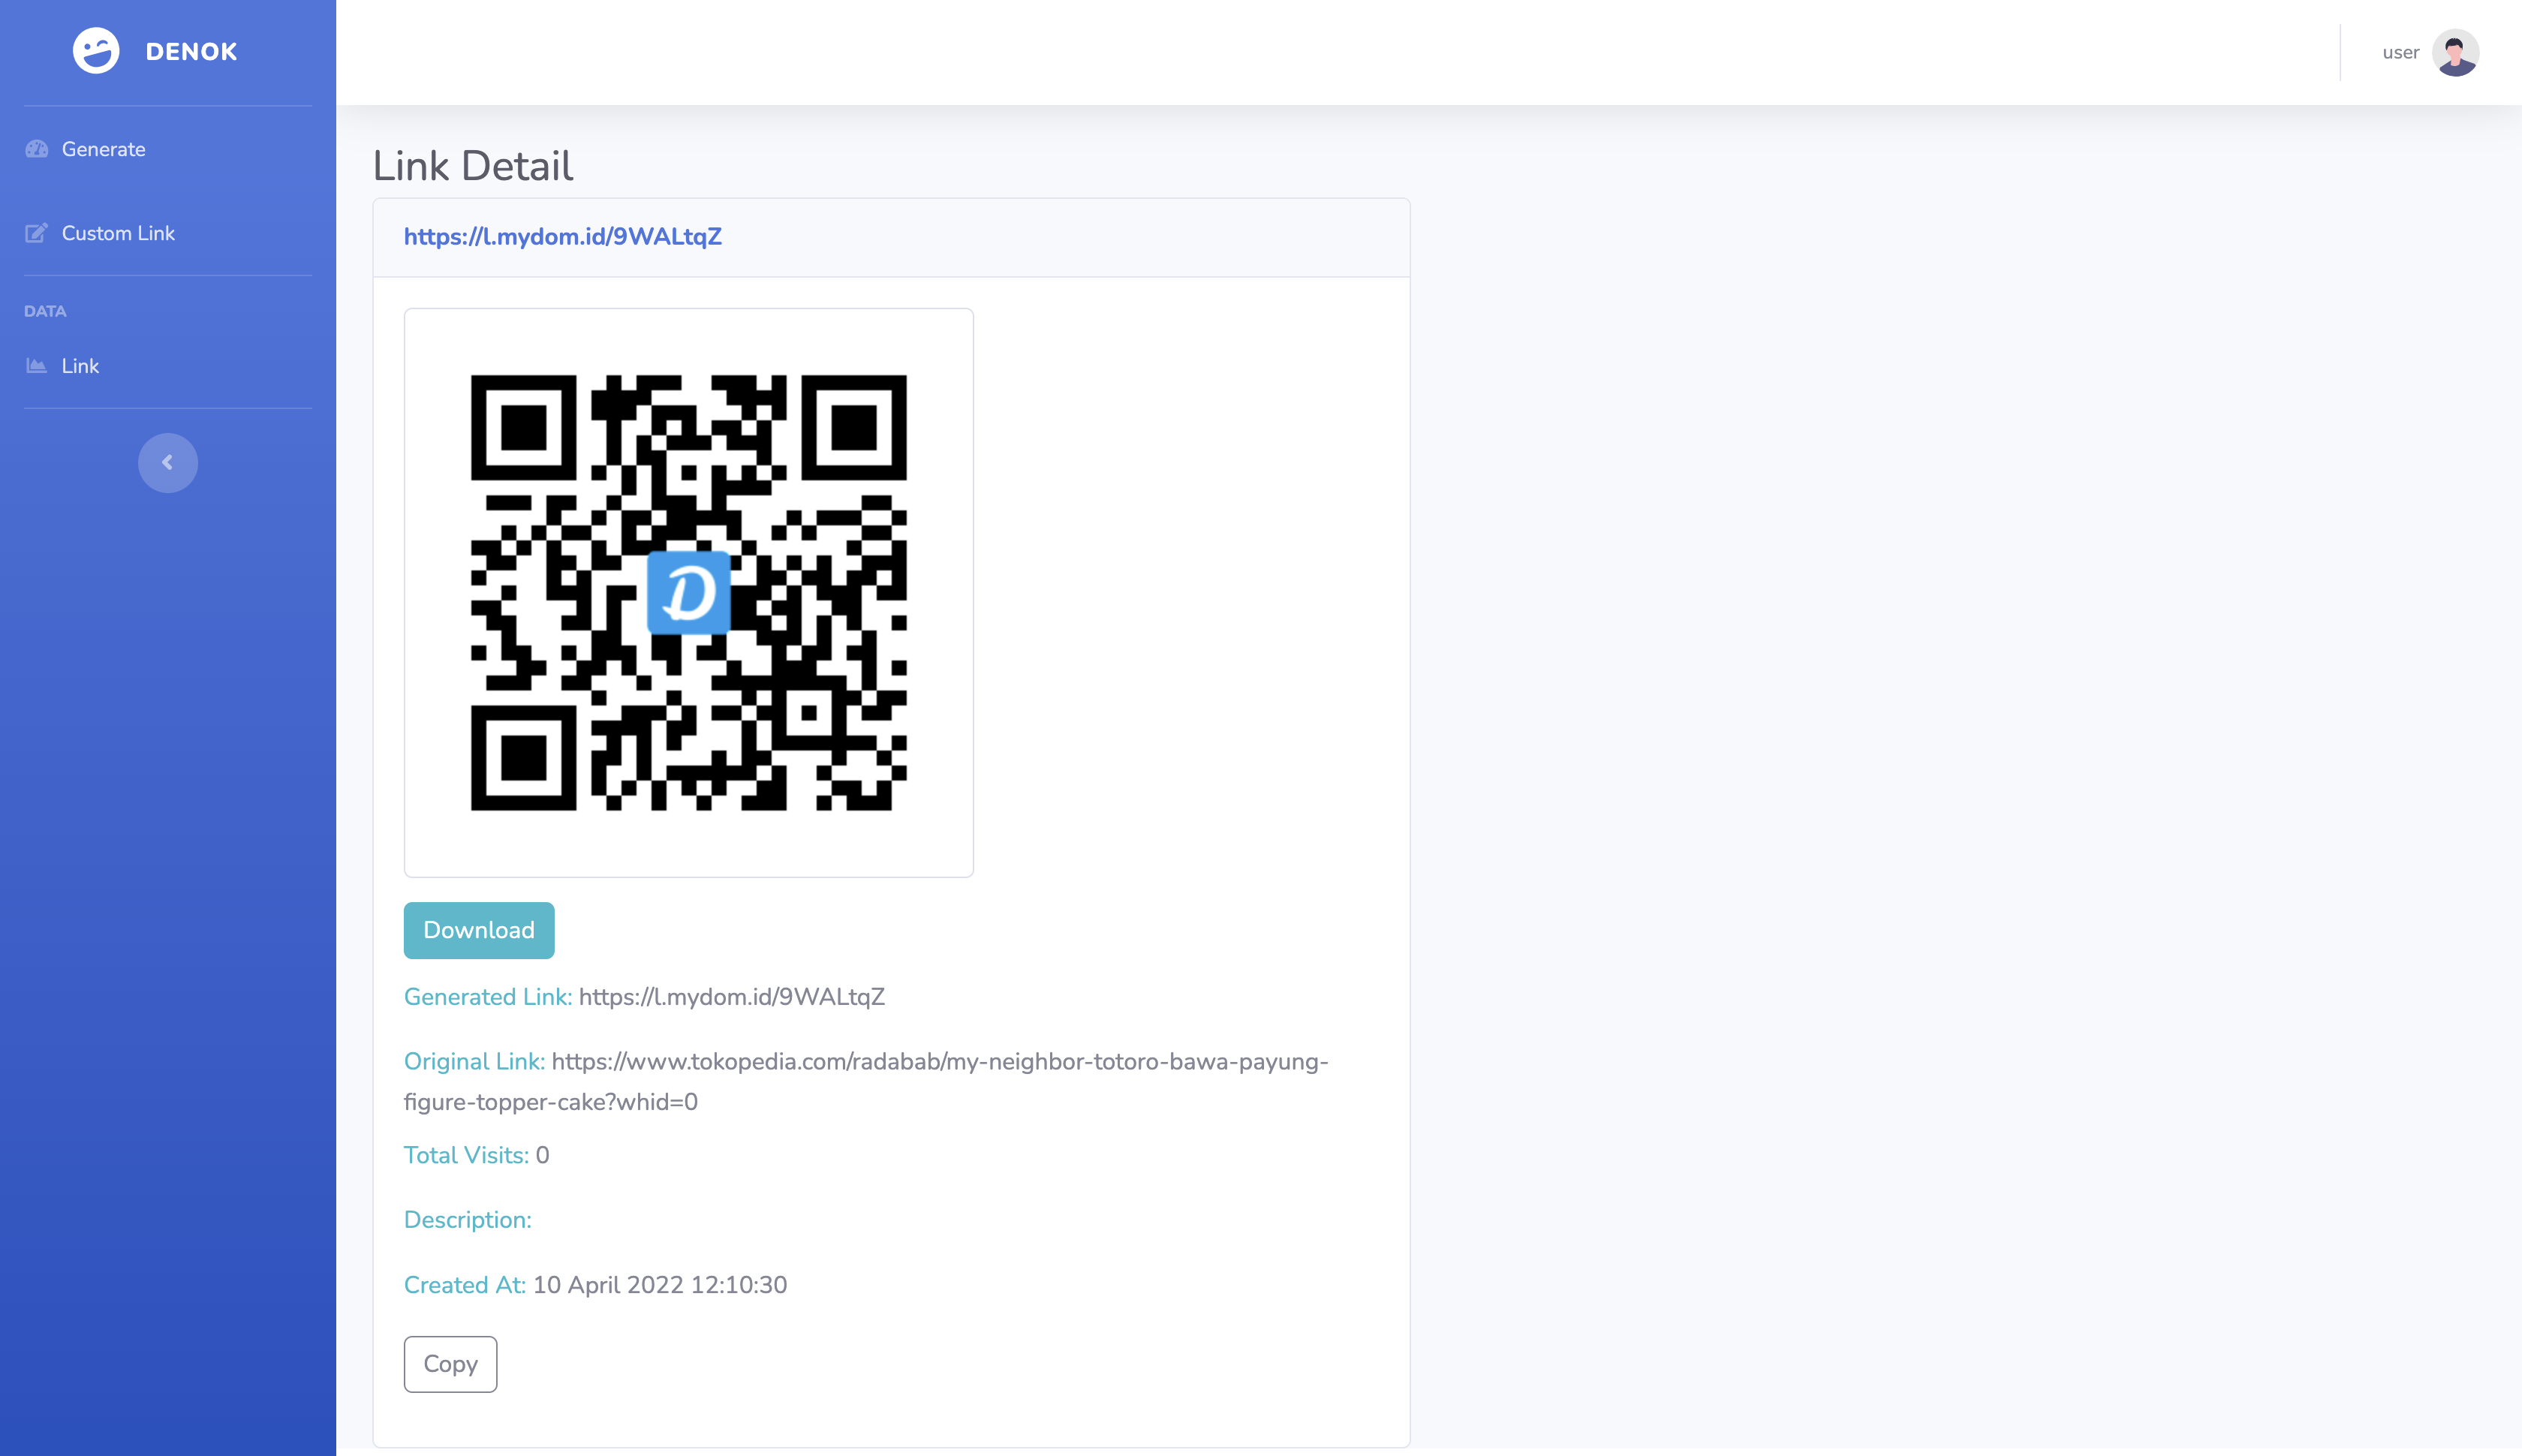 DENOK
user
Generate
Custom Link
DATA
Link
Link Detail
https://l.mydom.id/9WALtqZ
D
Download
Generated Link: https://l.mydom.id/9WALtqZ
Original Link: https://www.tokopedia.com/radabab/my-neighbor-totoro-bawa-payung-
figure-topper-cake?whid=0
Total Visits: 0
Description:
Created At: 10 April 2022 12:10:30
Copy